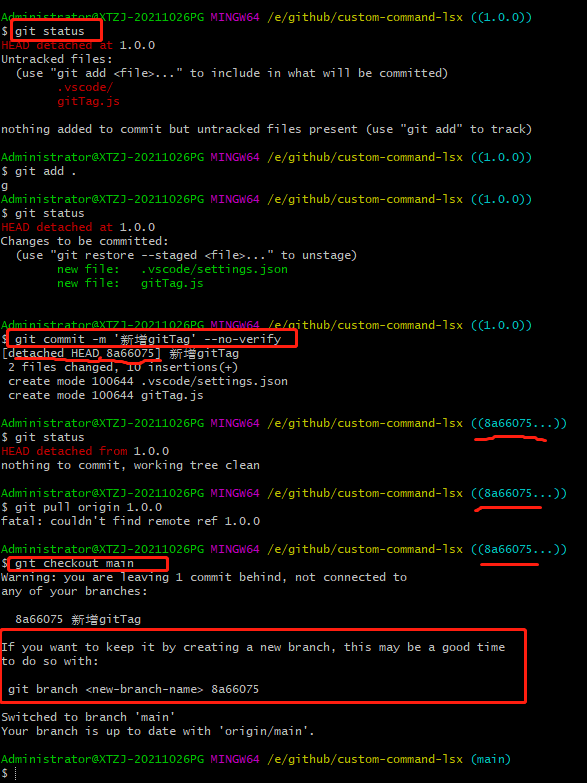 $ git status
HEAD detached at 1.0.0
Untracked files:
  (use "git add <file>..." to include in what will be committed)
        .vscode/
        gitTag.js

nothing added to commit but untracked files present (use "git add" to track)

Administrator@XTZJ-20211026PG MINGW64 /e/github/custom-command-lsx ((1.0.0))
$ git add .
g
Administrator@XTZJ-20211026PG MINGW64 /e/github/custom-command-lsx ((1.0.0))
$ git status
HEAD detached at 1.0.0
Changes to be committed:
  (use "git restore --staged <file>..." to unstage)
        new file:   .vscode/settings.json
        new file:   gitTag.js


Administrator@XTZJ-20211026PG MINGW64 /e/github/custom-command-lsx ((1.0.0))
$ git commit -m '新增gitTag' --no-verify
[detached HEAD 8a66075] 新增gitTag
 2 files changed, 10 insertions(+)
 create mode 100644 .vscode/settings.json
 create mode 100644 gitTag.js

Administrator@XTZJ-20211026PG MINGW64 /e/github/custom-command-lsx ((8a66075...))
$ git status
HEAD detached from 1.0.0
nothing to commit, working tree clean

Administrator@XTZJ-20211026PG MINGW64 /e/github/custom-command-lsx ((8a66075...))
$ git pull origin 1.0.0
fatal: couldn't find remote ref 1.0.0

Administrator@XTZJ-20211026PG MINGW64 /e/github/custom-command-lsx ((8a66075...))
$ git checkout main
Warning: you are leaving 1 commit behind, not connected to
any of your branches:

  8a66075 新增gitTag

If you want to keep it by creating a new branch, this may be a good time
to do so with:

 git branch <new-branch-name> 8a66075

Switched to branch 'main'
Your branch is up to date with 'origin/main'.

Administrator@XTZJ-20211026PG MINGW64 /e/github/custom-command-lsx (main)
$